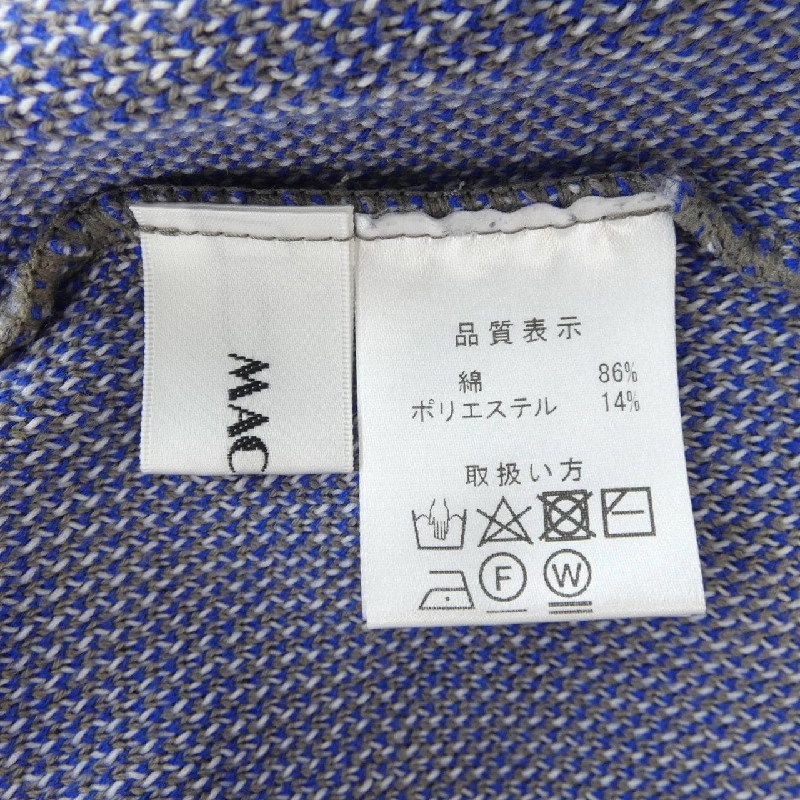 MAC
品質表示
綿 86%
ポリエステル 14%
取扱い方
F W